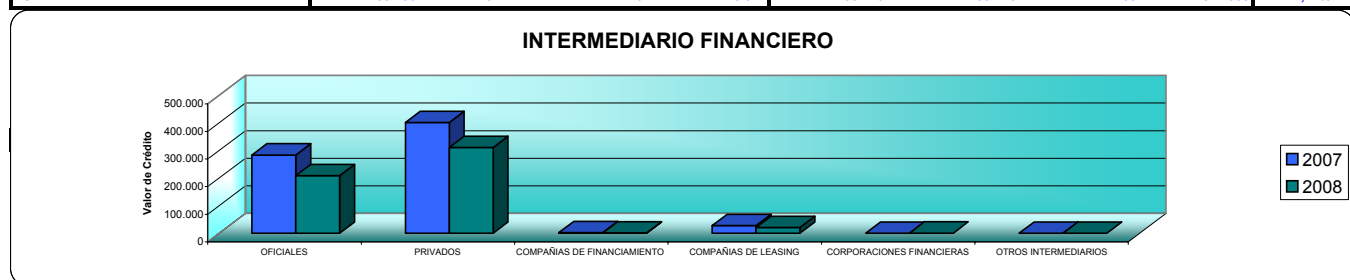 INTERMEDIARIO FINANCIERO
500.000
400.000
300.000
200.000
100.000
0
Valor de Crédito
OFICIALES
PRIVADOS
COMPAÑIAS DE FINANCIAMIENTO
COMPAÑIAS DE LEASING
CORPORACIONES FINANCIERAS
OTROS INTERMEDIARIOS
2007
2008